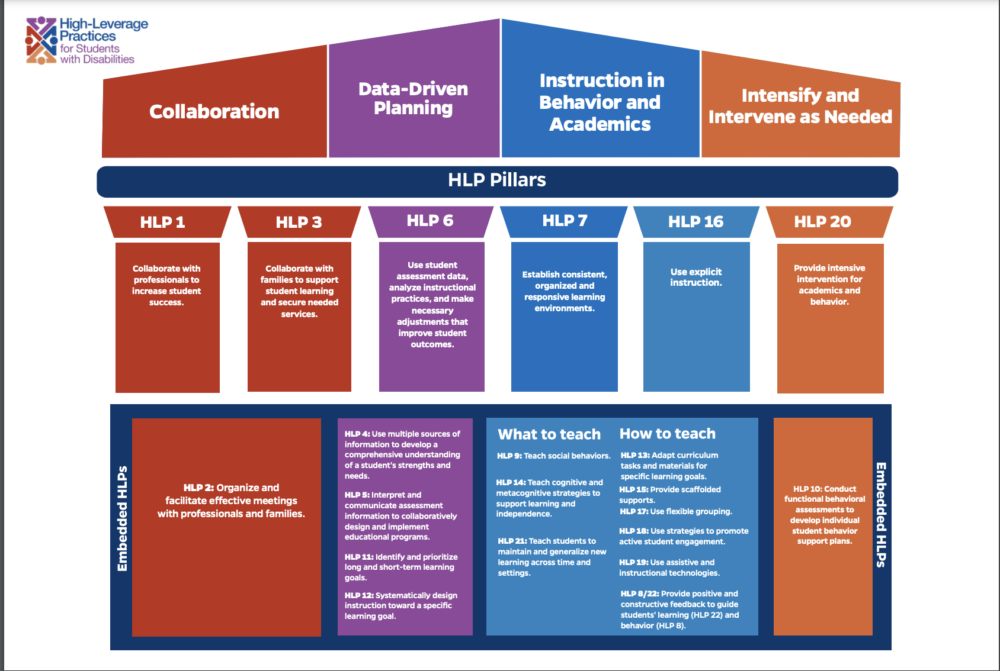 High-Leverage
Practices
for Students
with Disabilities
Collaboration
Data-Driven
Planning
Instruction in
Behavior and
Academics
Intensify and
Intervene as Needed
HLP Pillars
HLP 1
Collaborate with
professionals to
increase student
success.
HLP 3
Collaborate with
families to support
student learning
and secure needed
services.
HLP 6
Use student
assessment data,
analyze instructional
practices, and make
necessary
adjustments that
improve student
outcomes.
HLP 7
Establish consistent,
organized and
responsive learning
environments.
HLP 16
Use explicit
instruction.
HLP 20
Provide intensive
intervention for
academics and
behavior.
Embedded HLPs
HLP 2: Organize and
facilitate effective meetings
with professionals and families.
HLP 4: Use multiple sources of
information to develop a
comprehensive understanding
of a student's strengths and
needs.
HLP 5: Interpret and
communicate assessment
information to collaboratively
design and implement
educational programs.
HLP 11: Identify and prioritize
long and short-term learning
goals.
HLP 12: Systematically design
instruction toward a specific
learning goal.
What to teach
HLP 9: Teach social behaviors.
HLP 14: Teach cognitive and
metacognitive strategies to
support learning and
independence.
HLP 21: Teach students to
maintain and generalize new
learning across time and
settings.
How to teach
HLP 13: Adapt curriculum
tasks and materials for
specific learning goals.
HLP 15: Provide scaffolded
supports.
HLP 17: Use flexible grouping.
HLP 18: Use strategies to promote
active student engagement.
HLP 19: Use assistive and
instructional technologies.
HLP 8/22: Provide positive and
constructive feedback to guide
students' learning (HLP 22) and
behavior (HLP 8).
HLP 10: Conduct
functional behavioral
assessments to
develop individual
student behavior
support plans.
Embedded HLPs